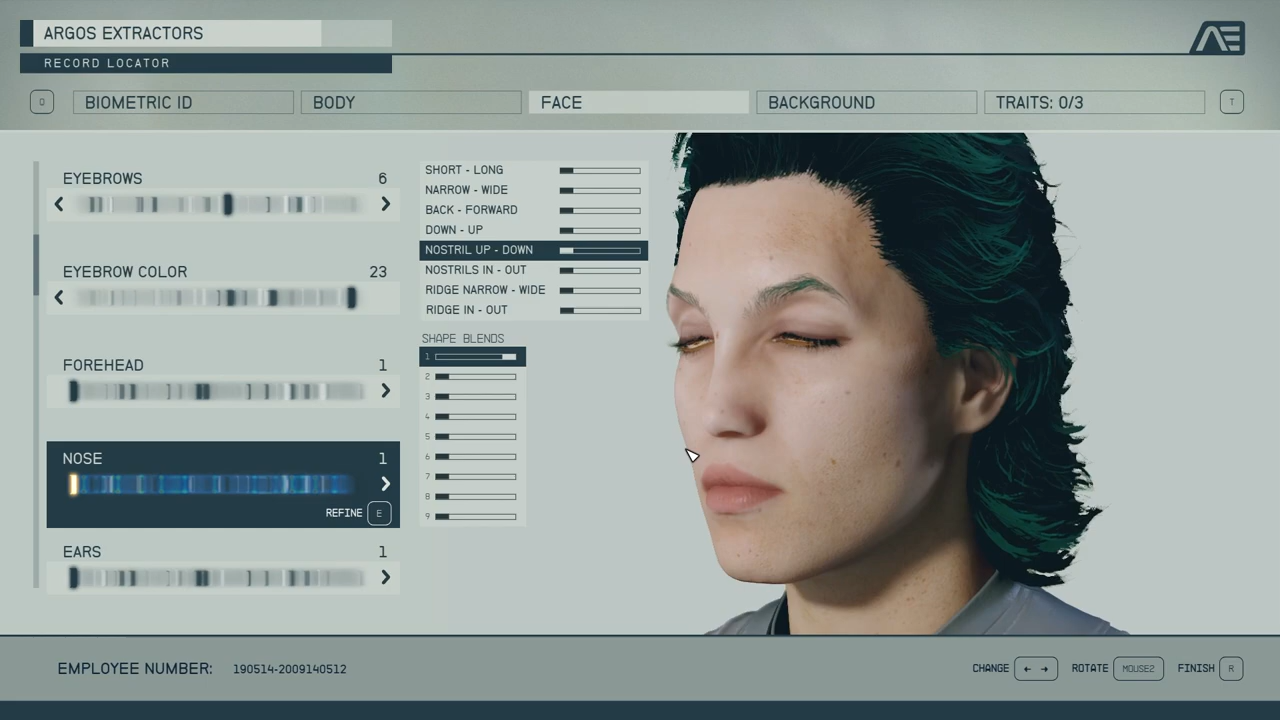 ARGOS EXTRACTORS
RECORD LOCATOR
AE
Q
BIOMETRIC ID
BODY
FACE
BACKGROUND
TRAITS: 0/3
T
EYEBROWS 6
EYEBROW COLOR 23
FOREHEAD 1
NOSE 1
REFINE E
EARS 1
SHORT - LONG
NARROW - WIDE
BACK - FORWARD
DOWN - UP
NOSTRIL UP - DOWN
NOSTRILS IN - OUT
RIDGE NARROW - WIDE
RIDGE IN - OUT
SHAPE BLENDS
1
2
3
4
5
6
7
8
9
EMPLOYEE NUMBER: 190514-2009140512
CHANGE ← → ROTATE MOUSE2 FINISH R